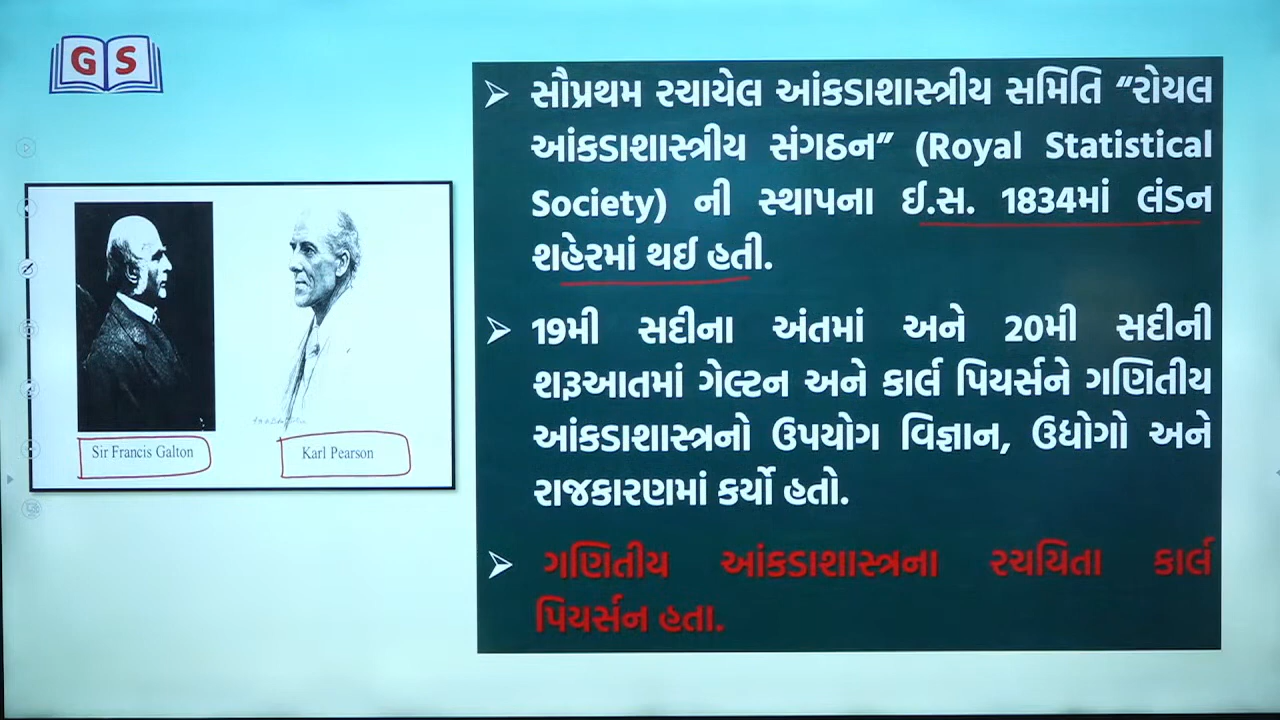 G S
સૌપ્રથમ રચાયેલ આંકડાશાસ્ત્રીય સમિતિ “રોયલ
આંકડાશાસ્ત્રીય સંગઠન” (Royal Statistical
Society) ની સ્થાપના ઈ.સ. 1834માં લંડન
શહેરમાં થઈ હતી.
19મી સદીના અંતમાં અને 20મી સદીની
શરૂઆતમાં ગેલ્ટન અને કાર્લ પિયર્સને ગણિતીય
આંકડાશાસ્ત્રનો ઉપયોગ વિજ્ઞાન, ઉદ્યોગો અને
રાજકારણમાં કર્યો હતો.
ગણિતીય આંકડાશાસ્ત્રના રચયિતા કાર્લ
પિયર્સન હતા.
Sir Francis Galton
Karl Pearson